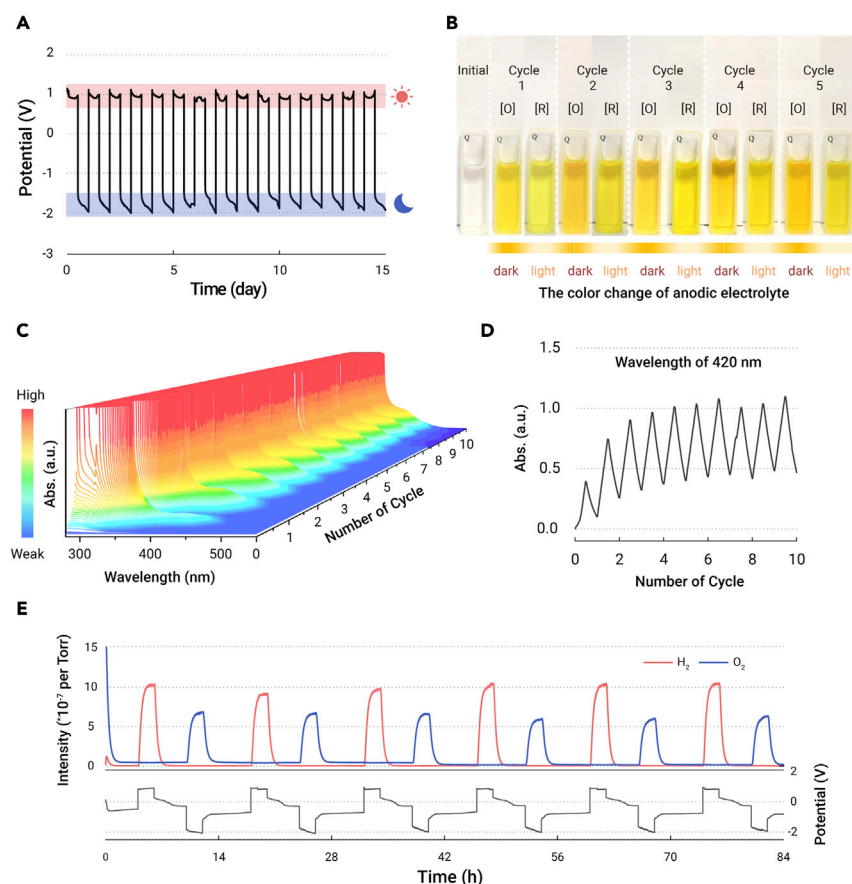 A
2
1
0
-1
-2
-3
Potential (V)
0
5
10
15
Time (day)
B
Initial
Cycle
1
Cycle
2
Cycle
3
Cycle
4
Cycle
5
[O]
[R]
[O]
[R]
[O]
[R]
[O]
[R]
[O]
[R]
Q
Q
Q
Q
Q
Q
Q
Q
Q
Q
Q
dark
light
dark
light
dark
light
dark
light
dark
light
The color change of anodic electrolyte
C
High
Weak
Abs. (a.u.)
300
400
500
Wavelength (nm)
0
1
2
3
4
5
6
7
8
9
10
Number of Cycle
D
Wavelength of 420 nm
1.5
1.0
0.5
0.0
Abs. (a.u.)
0
2
4
6
8
10
Number of Cycle
E
15
10
5
0
Intensity (*10⁻⁷ per Torr)
H₂
O₂
2
0
-2
Potential (V)
0
14
28
42
56
70
84
Time (h)